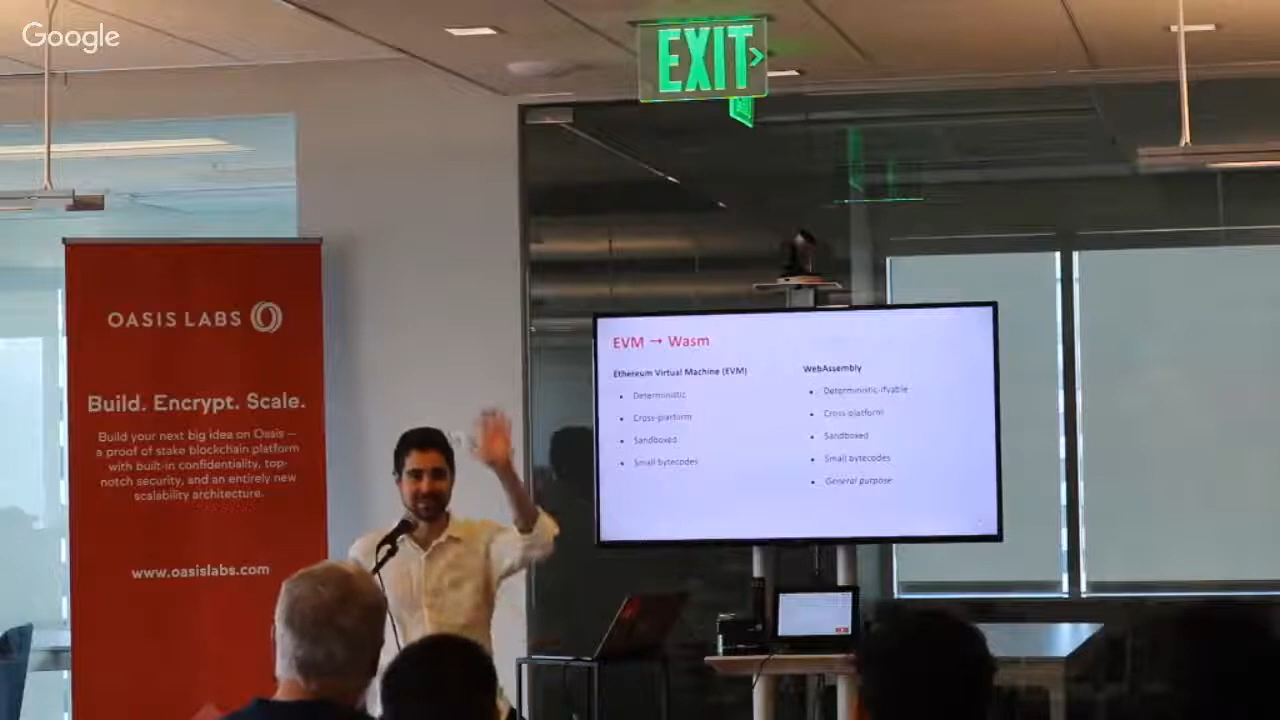 Google
EXIT
OASIS LABS
Build. Encrypt. Scale.
Build your next big idea on Oasis —
a proof of stake blockchain platform
with built-in confidentiality, top-
notch security, and an entirely new
scalability architecture.
www.oasislabs.com
EVM → Wasm
Ethereum Virtual Machine (EVM)
• Deterministic
• Cross-platform
• Sandboxed
• Small bytecodes
WebAssembly
• Deterministic-ifyable
• Cross-platform
• Sandboxed
• Small bytecodes
• General purpose